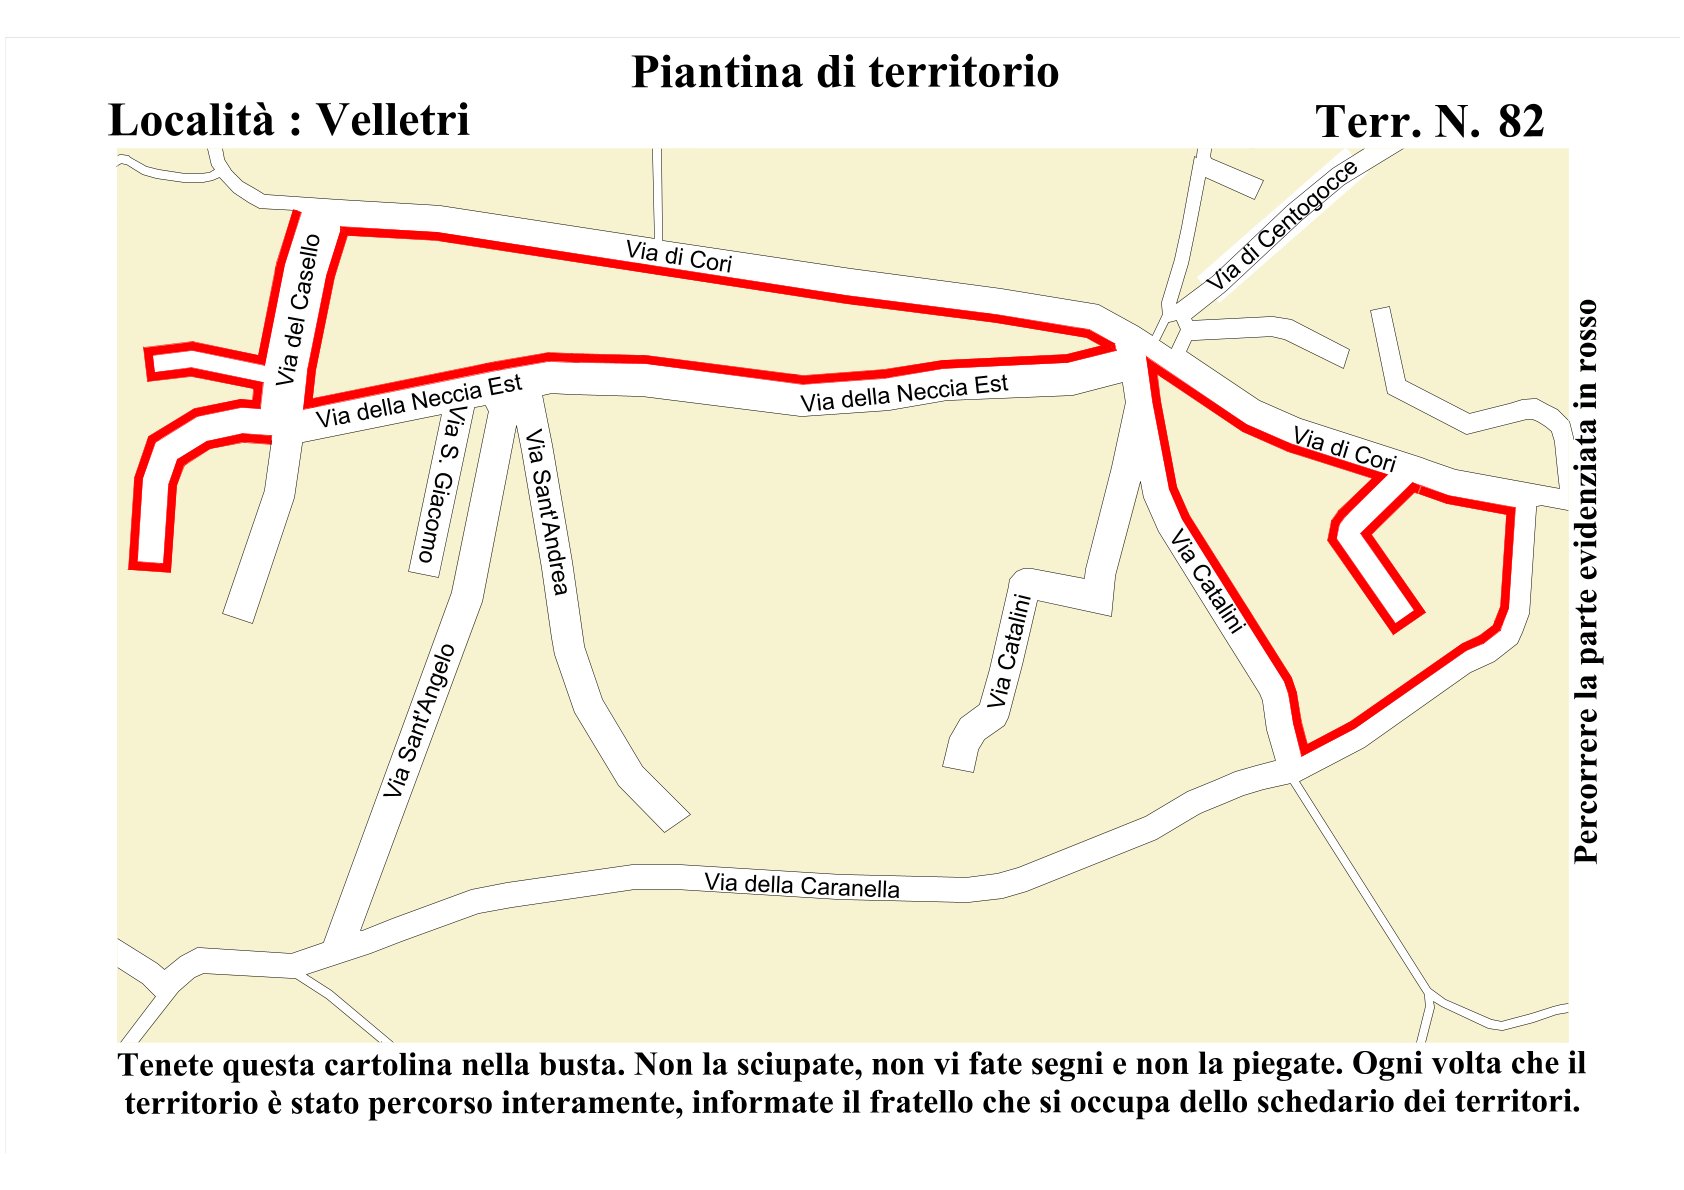 Piantina di territorio
Località : Velletri
Terr. N. 82
Via di Centogocce
Via di Cori
Via del Casello
Via della Neccia Est
Via della Neccia Est
Via di Cori
Via S. Giacomo
Via Sant'Andrea
Via Catalini
Via Catalini
Via Sant'Angelo
Via della Caranella
Percorrere la parte evidenziata in rosso
Tenete questa cartolina nella busta. Non la sciupate, non vi fate segni e non la piegate. Ogni volta che il
territorio è stato percorso interamente, informate il fratello che si occupa dello schedario dei territori.